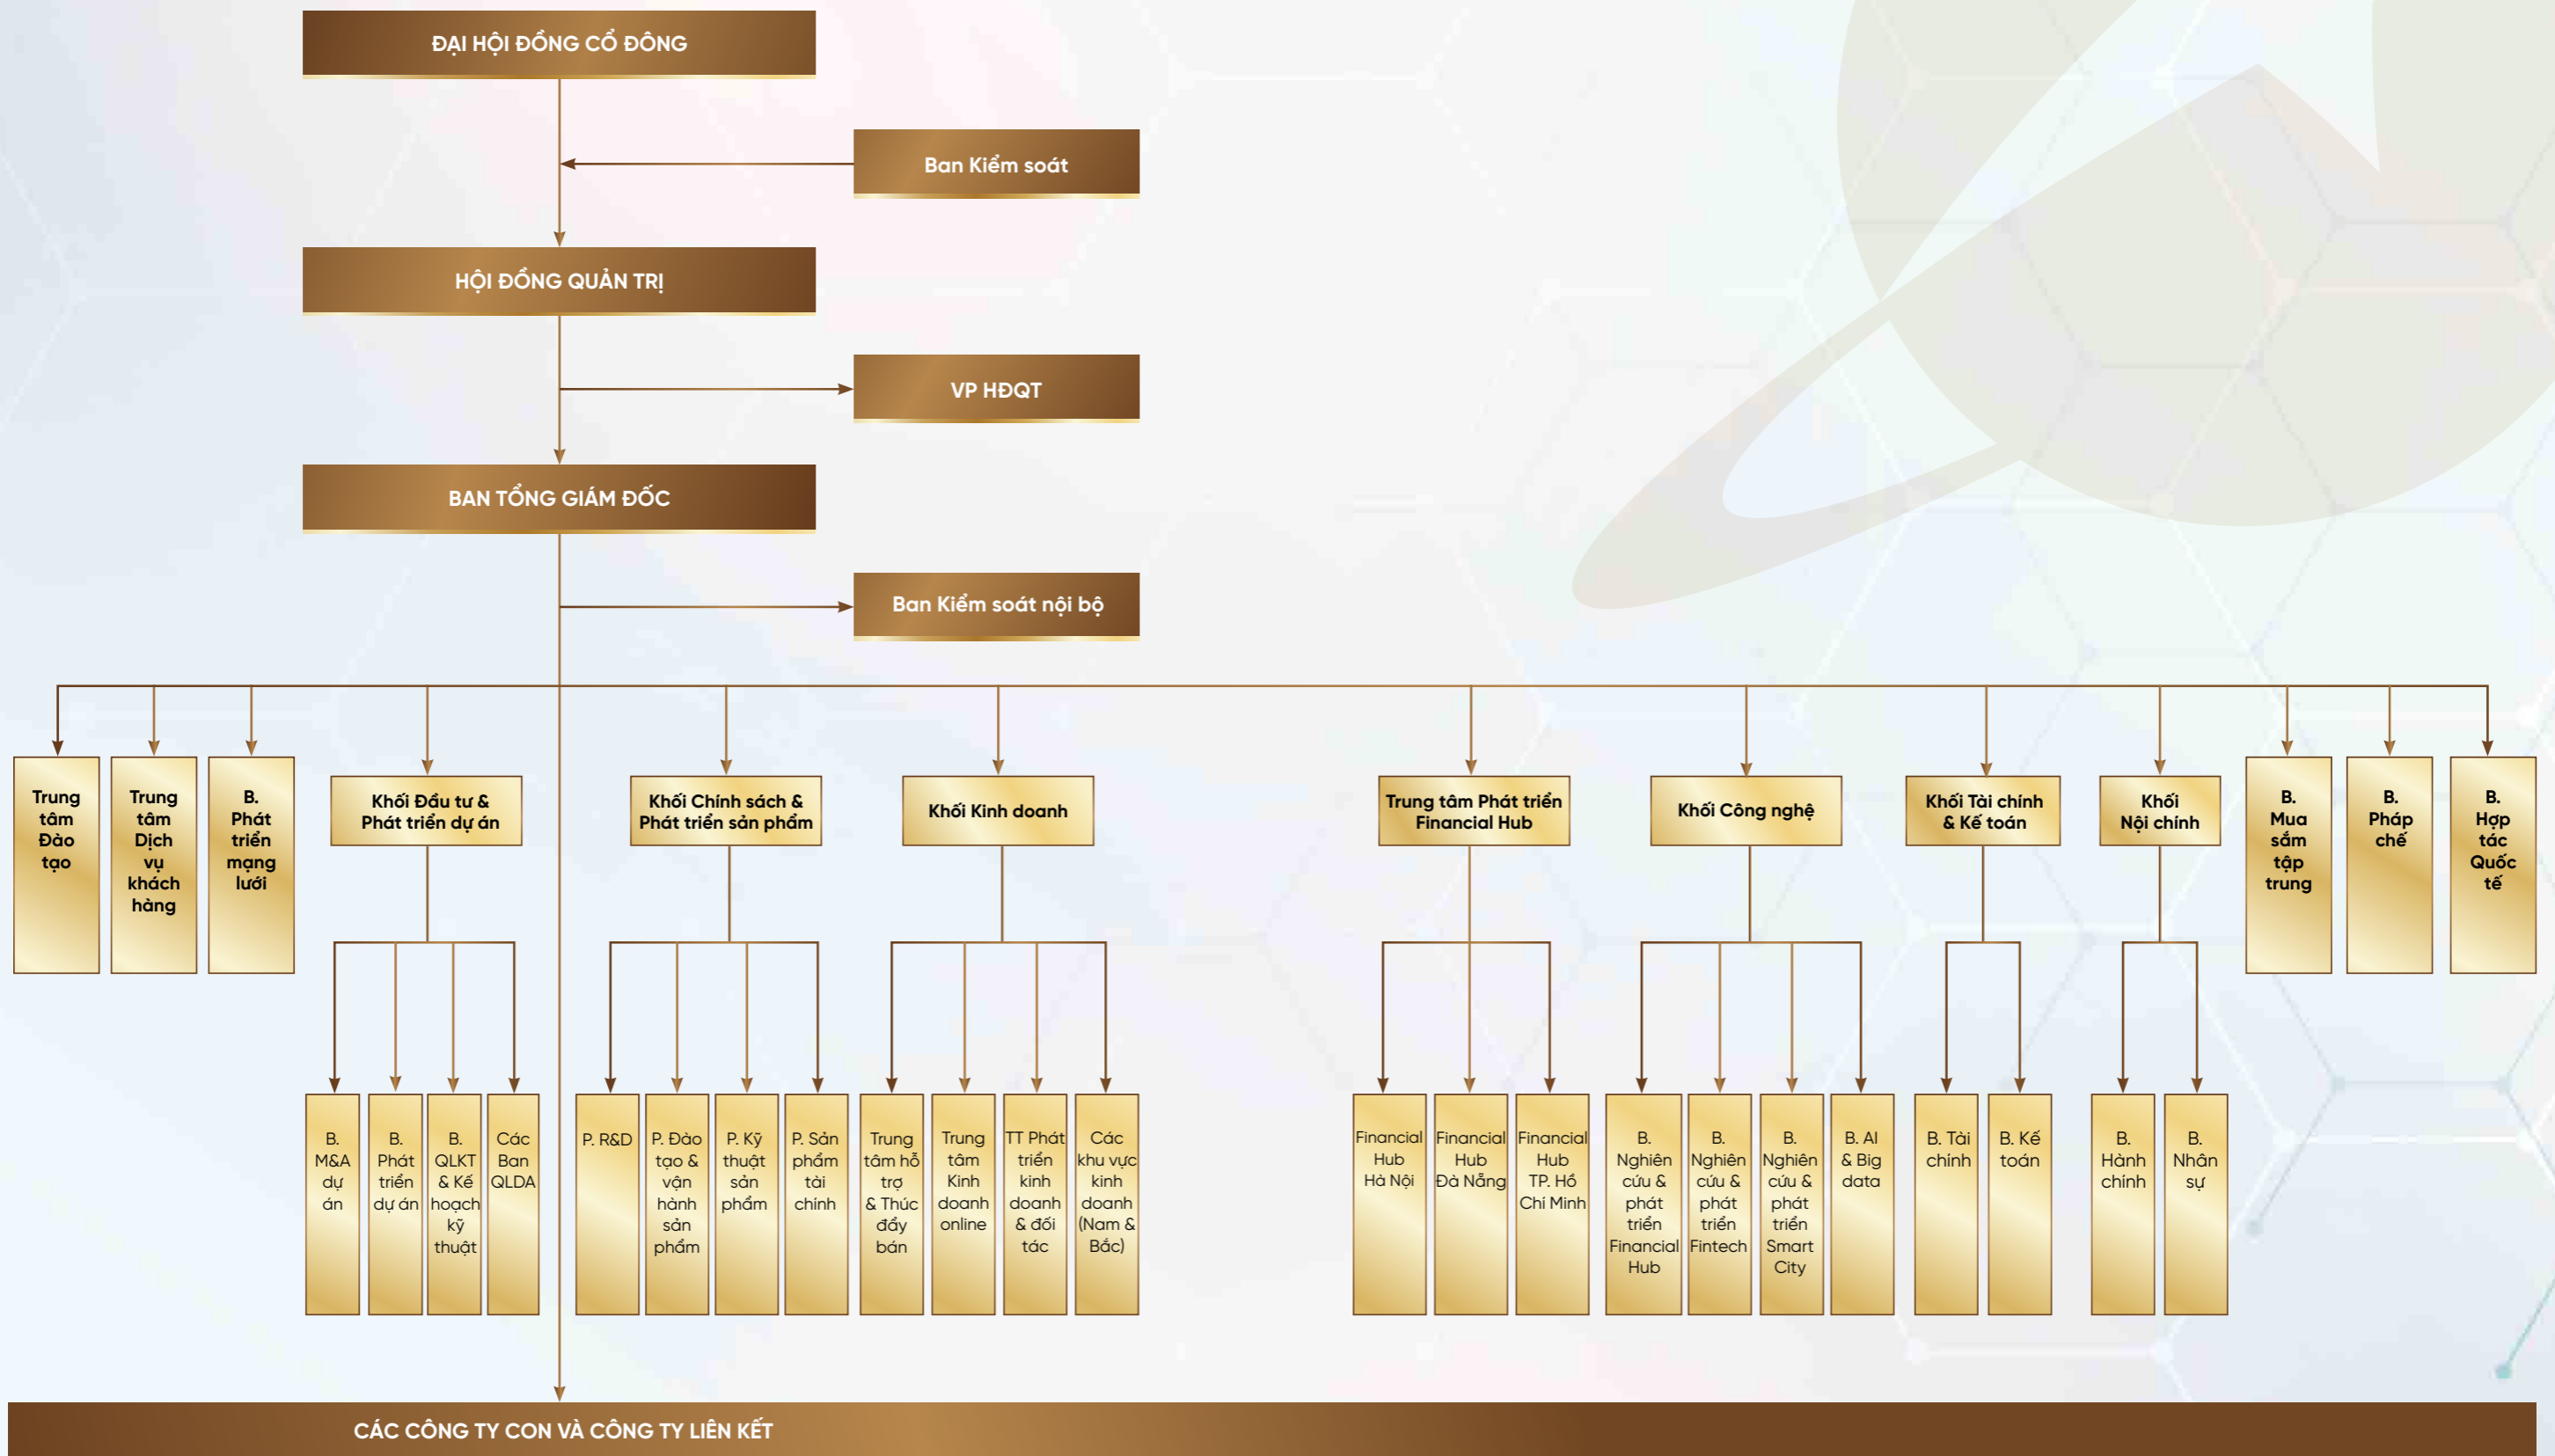 ĐẠI HỘI ĐỒNG CỔ ĐÔNG
Ban Kiểm soát
HỘI ĐỒNG QUẢN TRỊ
VP HĐQT
BAN TỔNG GIÁM ĐỐC
Ban Kiểm soát nội bộ
Trung
tâm
Đào
tạo
Trung
tâm
Dịch
vụ
khách
hàng
B.
Phát
triển
mạng
lưới
Khối Đầu tư &
Phát triển dự án
Khối Chính sách &
Phát triển sản phẩm
Khối Kinh doanh
Trung tâm Phát triển
Financial Hub
Khối Công nghệ
Khối Tài chính
& Kế toán
Khối
Nội chính
B.
Mua
sắm
tập
trung
B.
Pháp
chế
B.
Hợp
tác
Quốc
tế
B.
M&A
dự
án
B.
Phát
triển
dự án
B.
QLKT
& Kế
hoạch
kỹ
thuật
Các
Ban
QLDA
P. R&D
P. Đào
tạo &
vận
hành
sản
phẩm
P. Kỹ
thuật
sản
phẩm
P. Sản
phẩm
tài
chính
Trung
tâm hỗ
trợ
& Thúc
đẩy
bán
Trung
tâm
Kinh
doanh
online
TT Phát
triển
kinh
doanh
& đối
tác
Các
khu vực
kinh
doanh
(Nam &
Bắc)
Financial
Hub
Hà Nội
Financial
Hub
Đà Nẵng
Financial
Hub
TP. Hồ
Chí Minh
B.
Nghiên
cứu &
phát
triển
Financial
Hub
B.
Nghiên
cứu &
phát
triển
Fintech
B.
Nghiên
cứu &
phát
triển
Smart
City
B. AI
& Big
data
B. Tài
chính
B. Kế
toán
B.
Hành
chính
B.
Nhân
sự
CÁC CÔNG TY CON VÀ CÔNG TY LIÊN KẾT